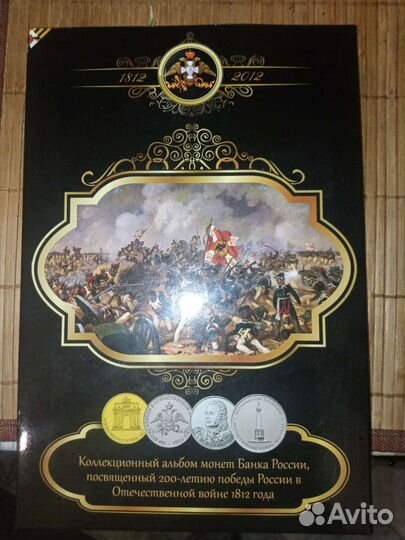 1812 2012
Коллекционный альбом монет Банка России,
посвященный 200-летию победы России в
Отечественной войне 1812 года
Avito